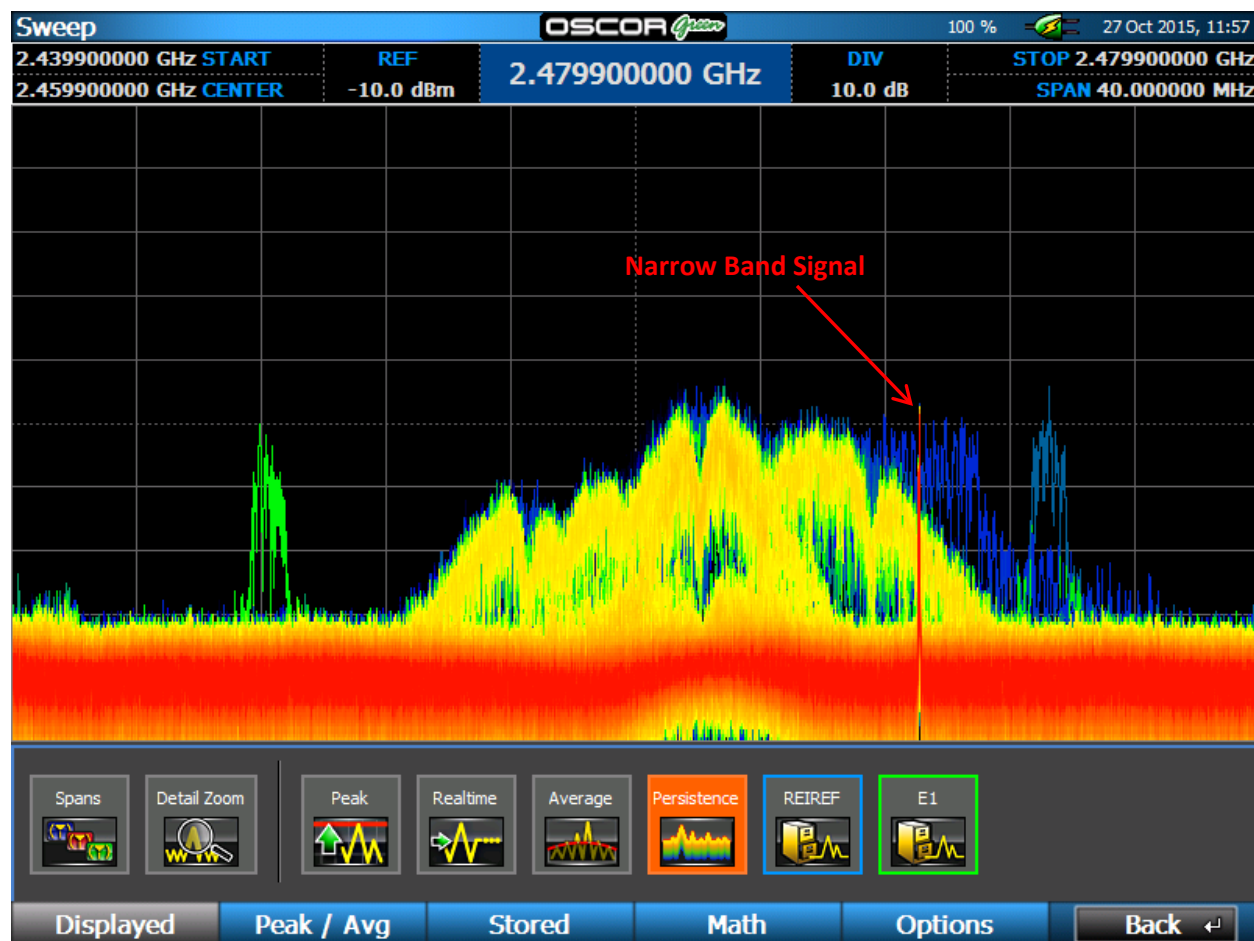 Sweep OSCOR Green 100 % 27 Oct 2015, 11:57
2.439900000 GHz START REF 2.479900000 GHz DIV STOP 2.479900000 GHz
2.459900000 GHz CENTER -10.0 dBm 10.0 dB SPAN 40.000000 MHz
Narrow Band Signal
Spans Detail Zoom Peak Realtime Average Persistence REIREF E1
Displayed Peak / Avg Stored Math Options Back ↵